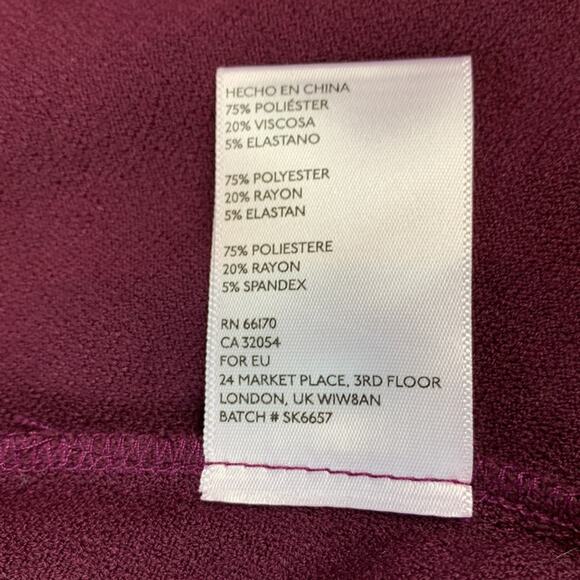 HECHO EN CHINA
75% POLIÉSTER
20% VISCOSA
5% ELASTANO
75% POLYESTER
20% RAYON
5% ELASTAN
75% POLIESTERE
20% RAYON
5% SPANDEX
RN 66170
CA 32054
FOR EU
24 MARKET PLACE, 3RD FLOOR
LONDON, UK W1W8AN
BATCH # SK6657